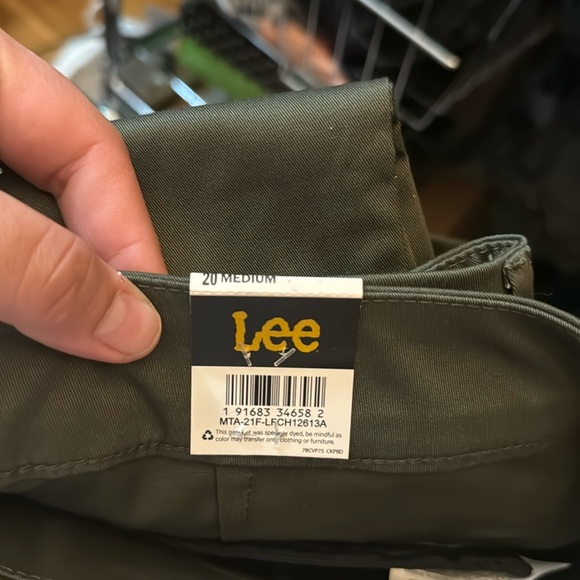 20 MEDIUM
Lee
1 91683 34658 2
MTA-21F-LFCH12613A
This garment was specially dyed, be mindful as
color may transfer onto clothing or furniture.
7BCVP75 CKPBD